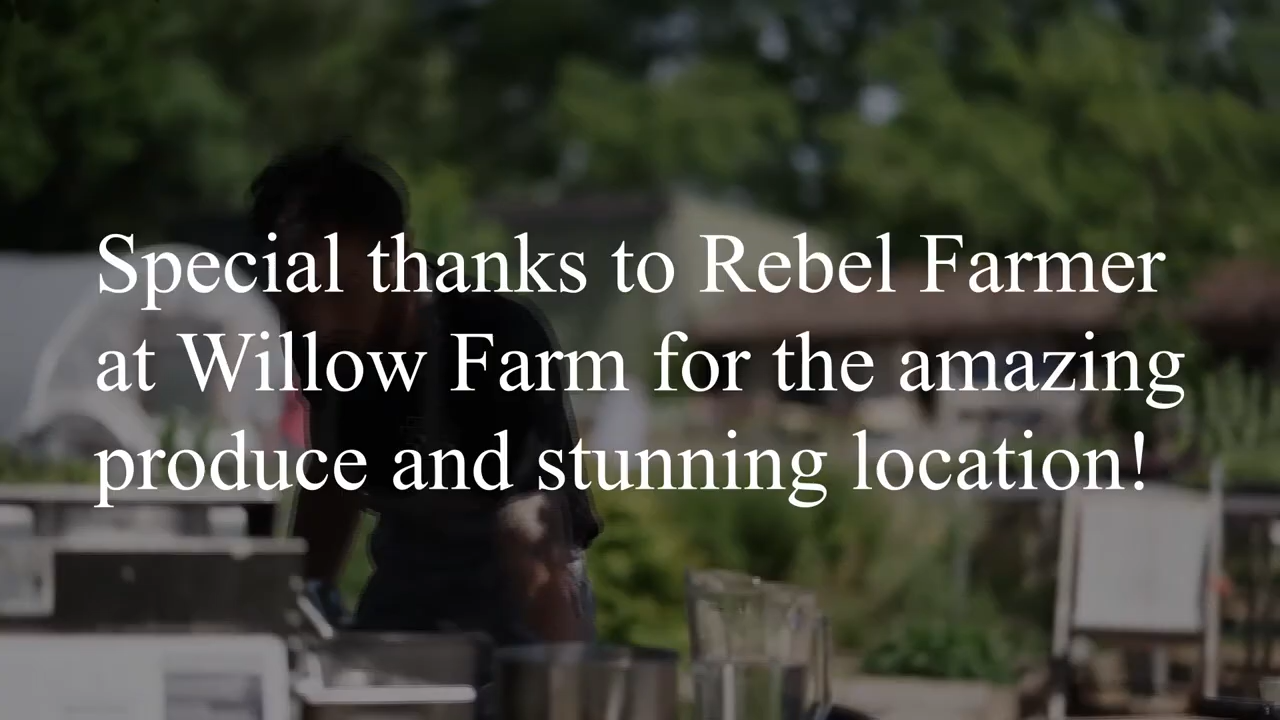 Special thanks to Rebel Farmer
at Willow Farm for the amazing
produce and stunning location!